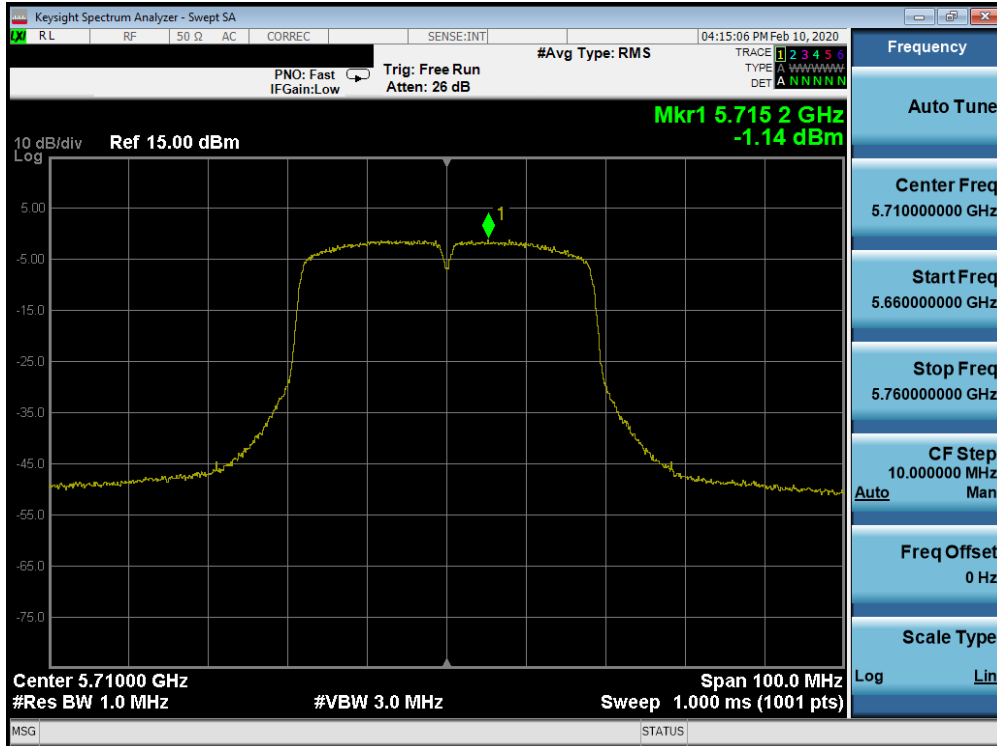 Keysight Spectrum Analyzer - Swept SA
LXI RL RF 50 Ω AC CORREC SENSE:INT 04:15:06 PM Feb 10, 2020
#Avg Type: RMS TRACE 1 2 3 4 5 6
PNO: Fast Trig: Free Run TYPE A WWWWW
IFGain:Low Atten: 26 dB DET A N N N N N
Mkr1 5.715 2 GHz
-1.14 dBm
10 dB/div Ref 15.00 dBm
Log
1
5.00
-5.00
-15.0
-25.0
-35.0
-45.0
-55.0
-65.0
-75.0
Center 5.71000 GHz Span 100.0 MHz
#Res BW 1.0 MHz #VBW 3.0 MHz Sweep 1.000 ms (1001 pts)
MSG STATUS
Frequency
Auto Tune
Center Freq
5.710000000 GHz
Start Freq
5.660000000 GHz
Stop Freq
5.760000000 GHz
CF Step
10.000000 MHz
Auto Man
Freq Offset
0 Hz
Scale Type
Log Lin